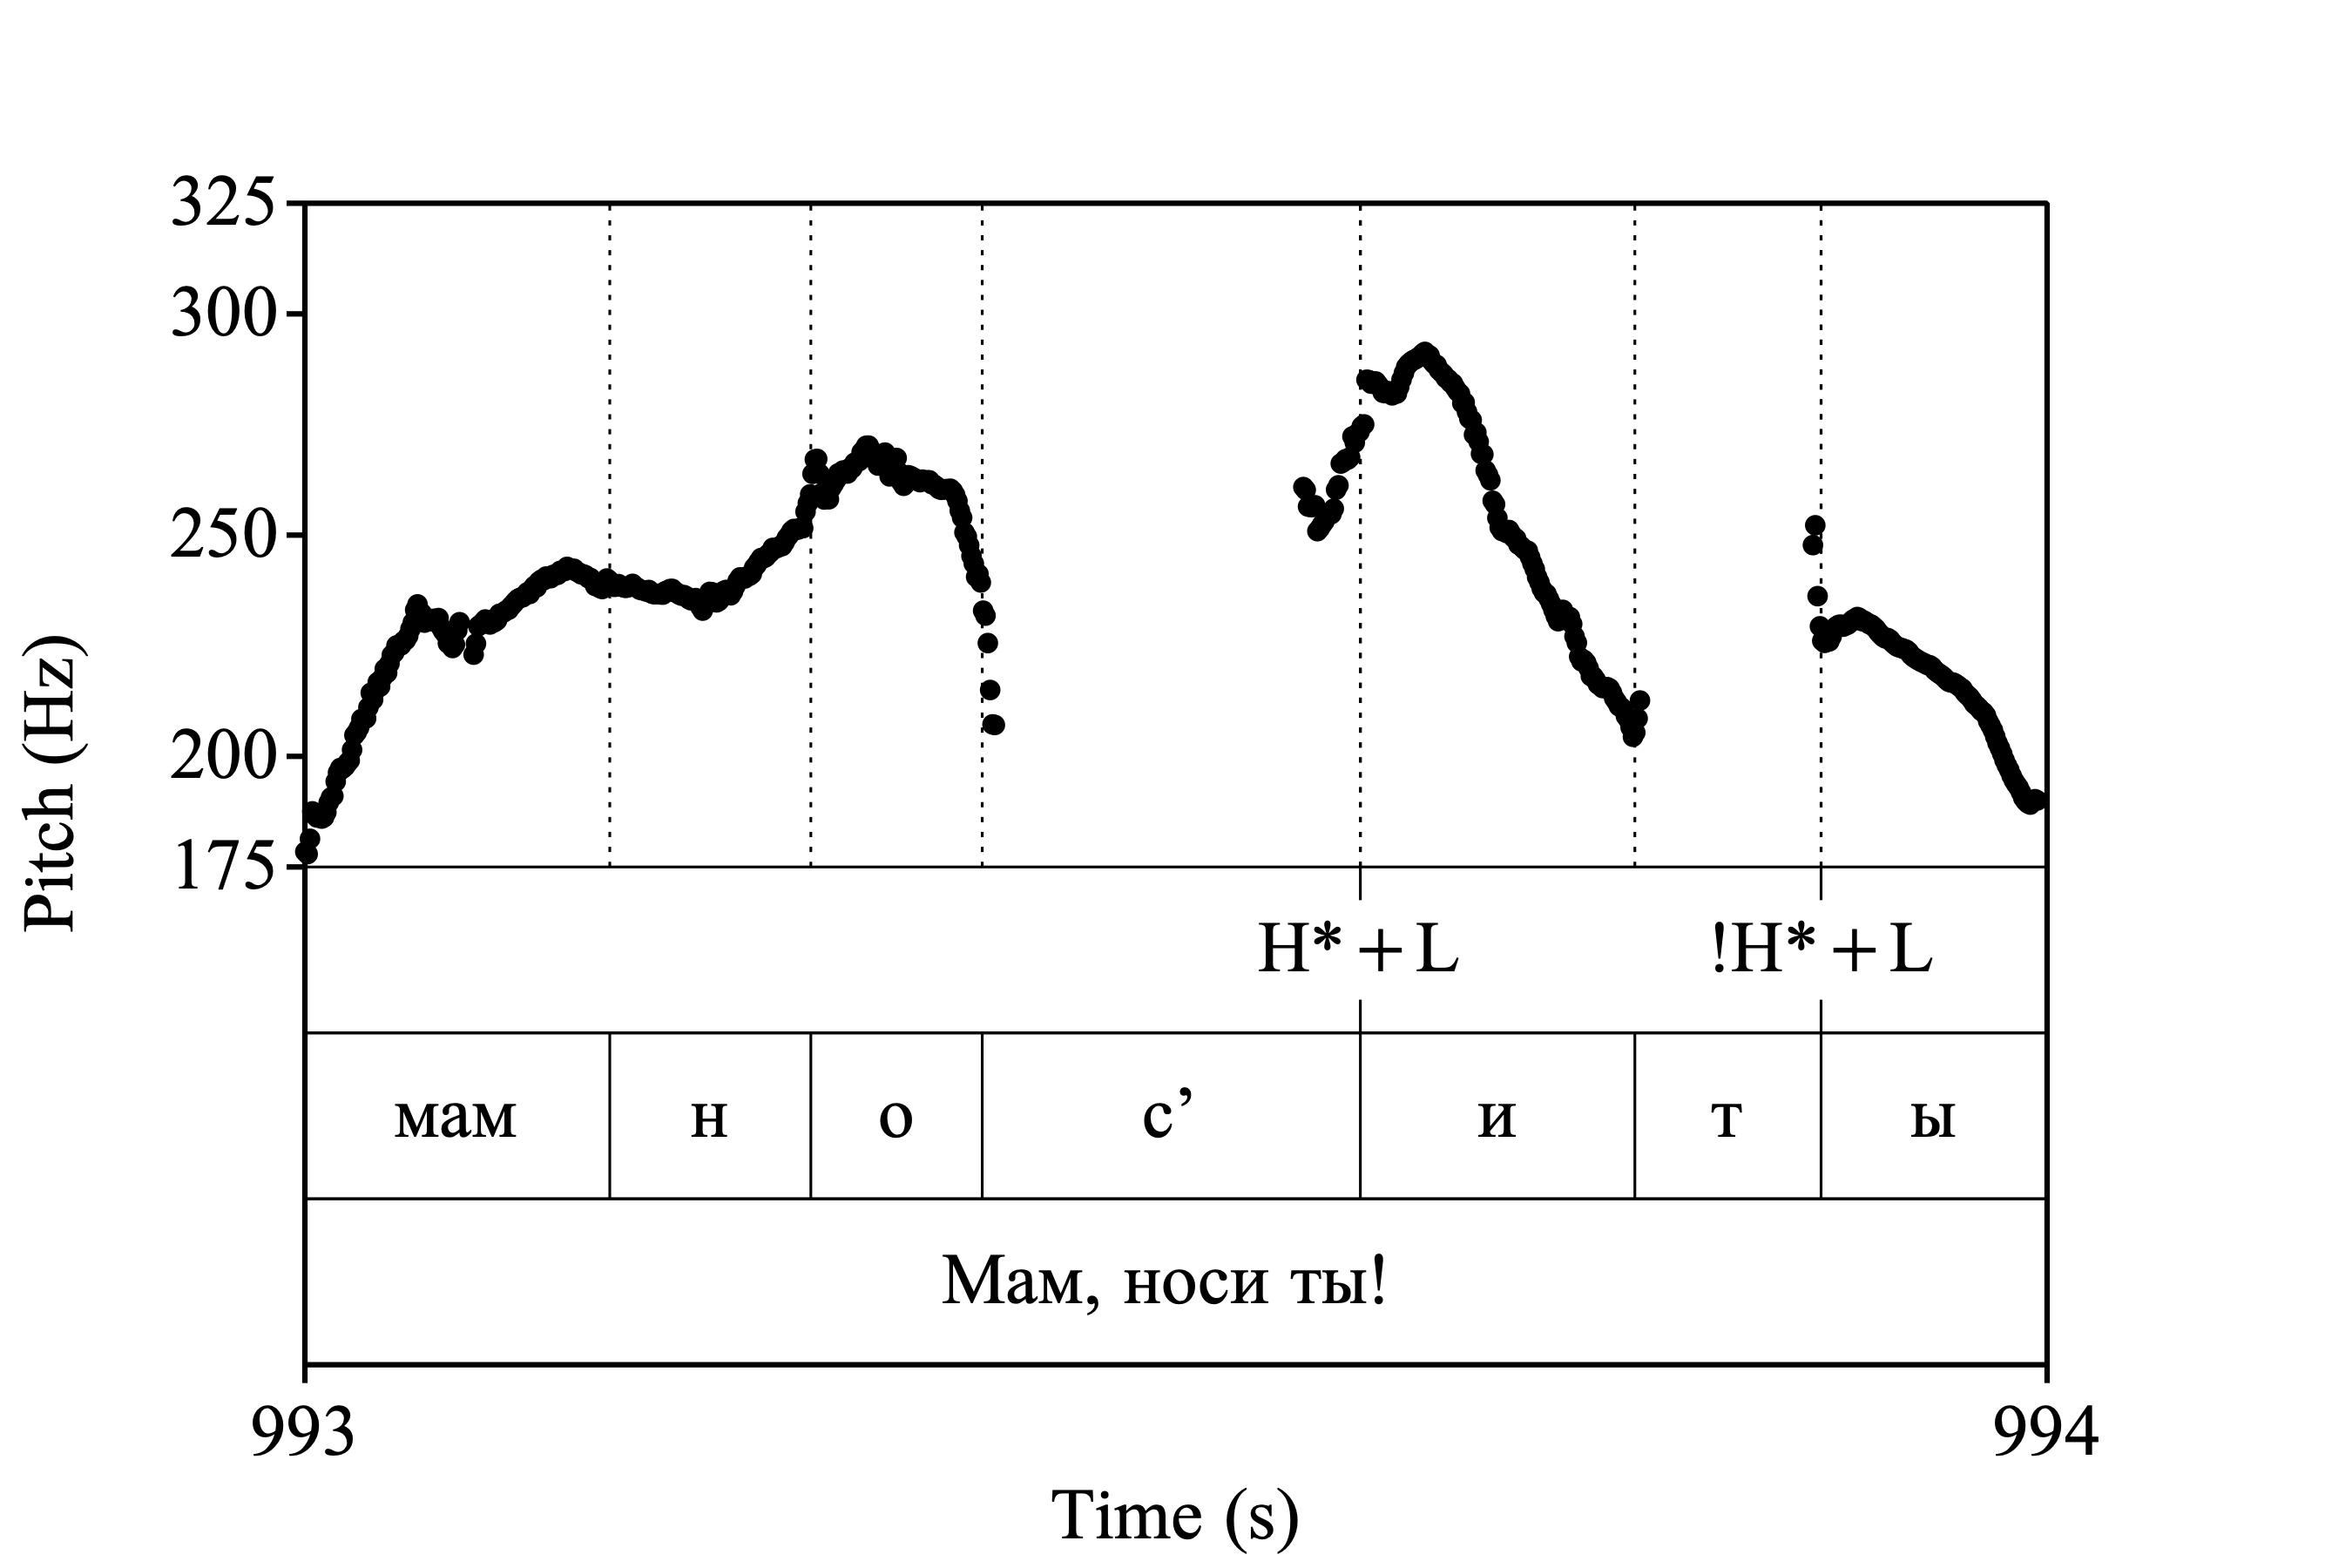 325
300
250
200
175
Pitch (Hz)
H*+L !H*+L
мам н о с’ и т ы
Мам, носи ты!
993 994
Time (s)